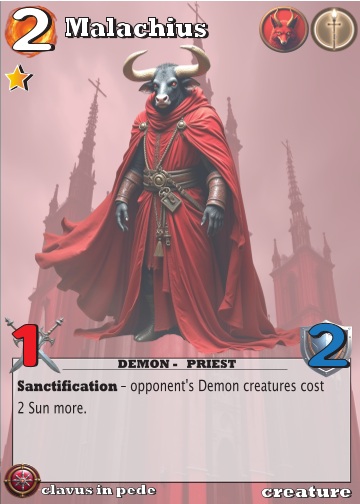 2 Malachius
1
2
DEMON - PRIEST
Sanctification - opponent's Demon creatures cost
2 Sun more.
clavus in pede
creature